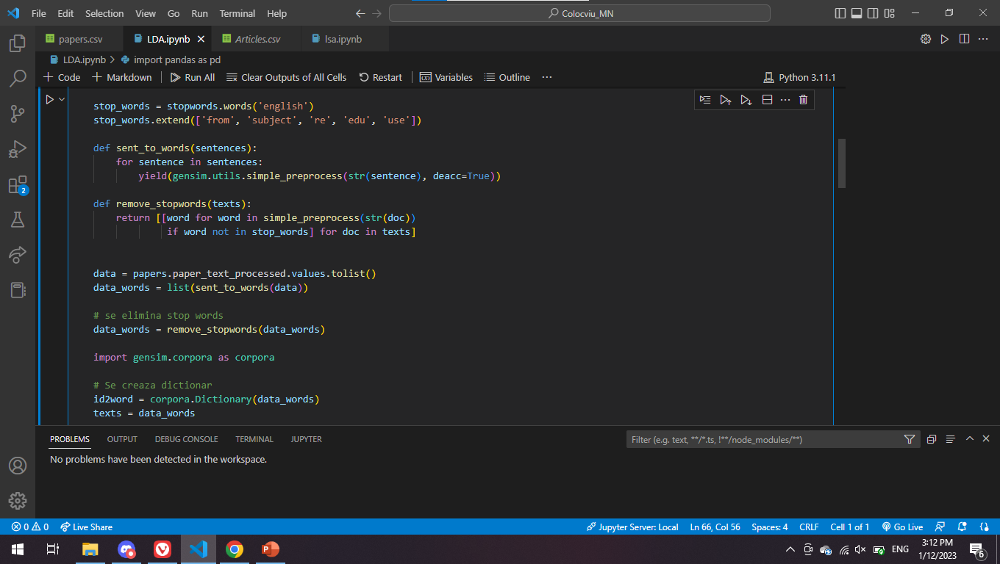 File Edit Selection View Go Run Terminal Help
Colocviu_MN
papers.csv LDA.ipynb Articles.csv lsa.ipynb
LDA.ipynb > import pandas as pd
Code Markdown Run All Clear Outputs of All Cells Restart Variables Outline ... Python 3.11.1
stop_words = stopwords.words('english')
stop_words.extend(['from', 'subject', 're', 'edu', 'use'])
def sent_to_words(sentences):
for sentence in sentences:
yield(gensim.utils.simple_preprocess(str(sentence), deacc=True))
def remove_stopwords(texts):
return [[word for word in simple_preprocess(str(doc))
if word not in stop_words] for doc in texts]
data = papers.paper_text_processed.values.tolist()
data_words = list(sent_to_words(data))
# se elimina stop words
data_words = remove_stopwords(data_words)
import gensim.corpora as corpora
# Se creaza dictionar
id2word = corpora.Dictionary(data_words)
texts = data_words
2
PROBLEMS OUTPUT DEBUG CONSOLE TERMINAL JUPYTER
Filter (e.g. text, **/*.ts, !**/node_modules/**)
No problems have been detected in the workspace.
0 0 Live Share Jupyter Server: Local Ln 66, Col 56 Spaces: 4 CRLF Cell 1 of 1 Go Live
ENG 3:12 PM
1/12/2023
6